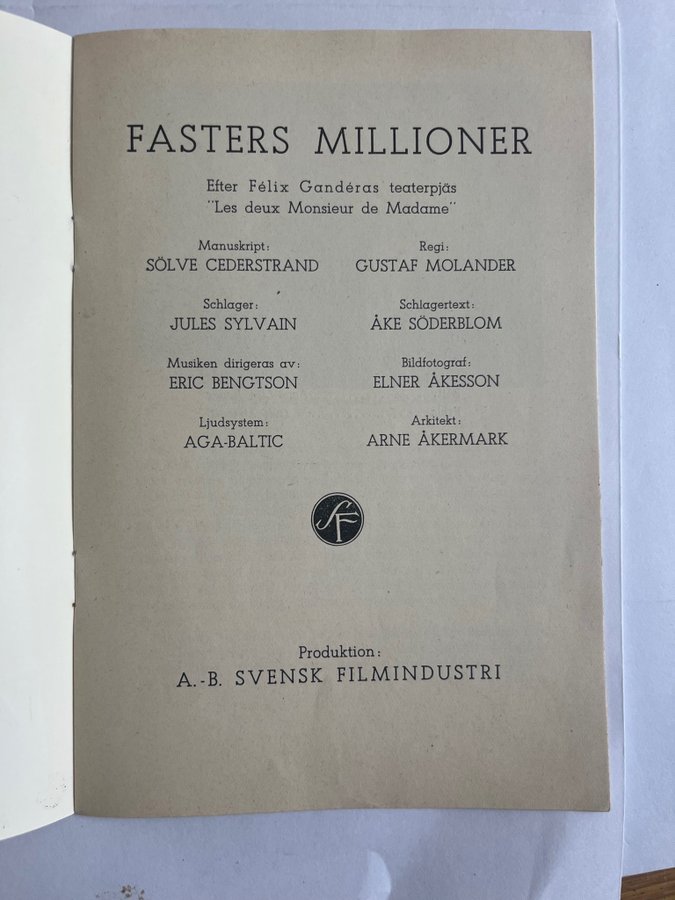 FASTERS MILLIONER
Efter Félix Gandéras teaterpjäs
"Les deux Monsieur de Madame"
Manuskript:
SÖLVE CEDERSTRAND
Regi:
GUSTAF MOLANDER
Schlager:
JULES SYLVAIN
Schlagertext:
ÅKE SÖDERBLOM
Musiken dirigeras av:
ERIC BENGTSON
Bildfotograf:
ELNER ÅKESSON
Ljudsystem:
AGA-BALTIC
Arkitekt:
ARNE ÅKERMARK
SF
Produktion:
A.-B. SVENSK FILMINDUSTRI